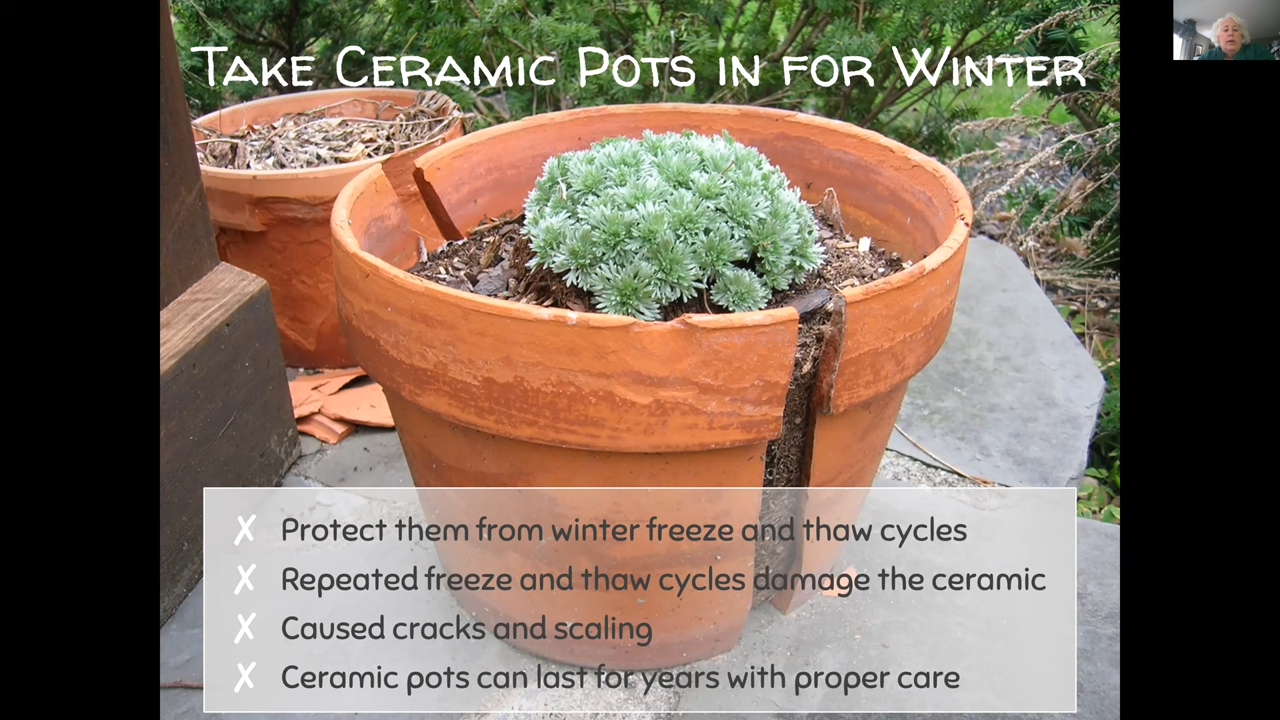 Take Ceramic Pots in for Winter
✗ Protect them from winter freeze and thaw cycles
✗ Repeated freeze and thaw cycles damage the ceramic
✗ Caused cracks and scaling
✗ Ceramic pots can last for years with proper care